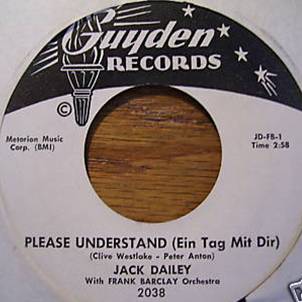 Guyden
RECORDS
©
Metorion Music
Corp. (BMI)
JD-FB-1
Time 2:58
PLEASE UNDERSTAND (Ein Tag Mit Dir)
(Clive Westlake - Peter Anton)
JACK DAILEY
With FRANK BARCLAY Orchestra
2038